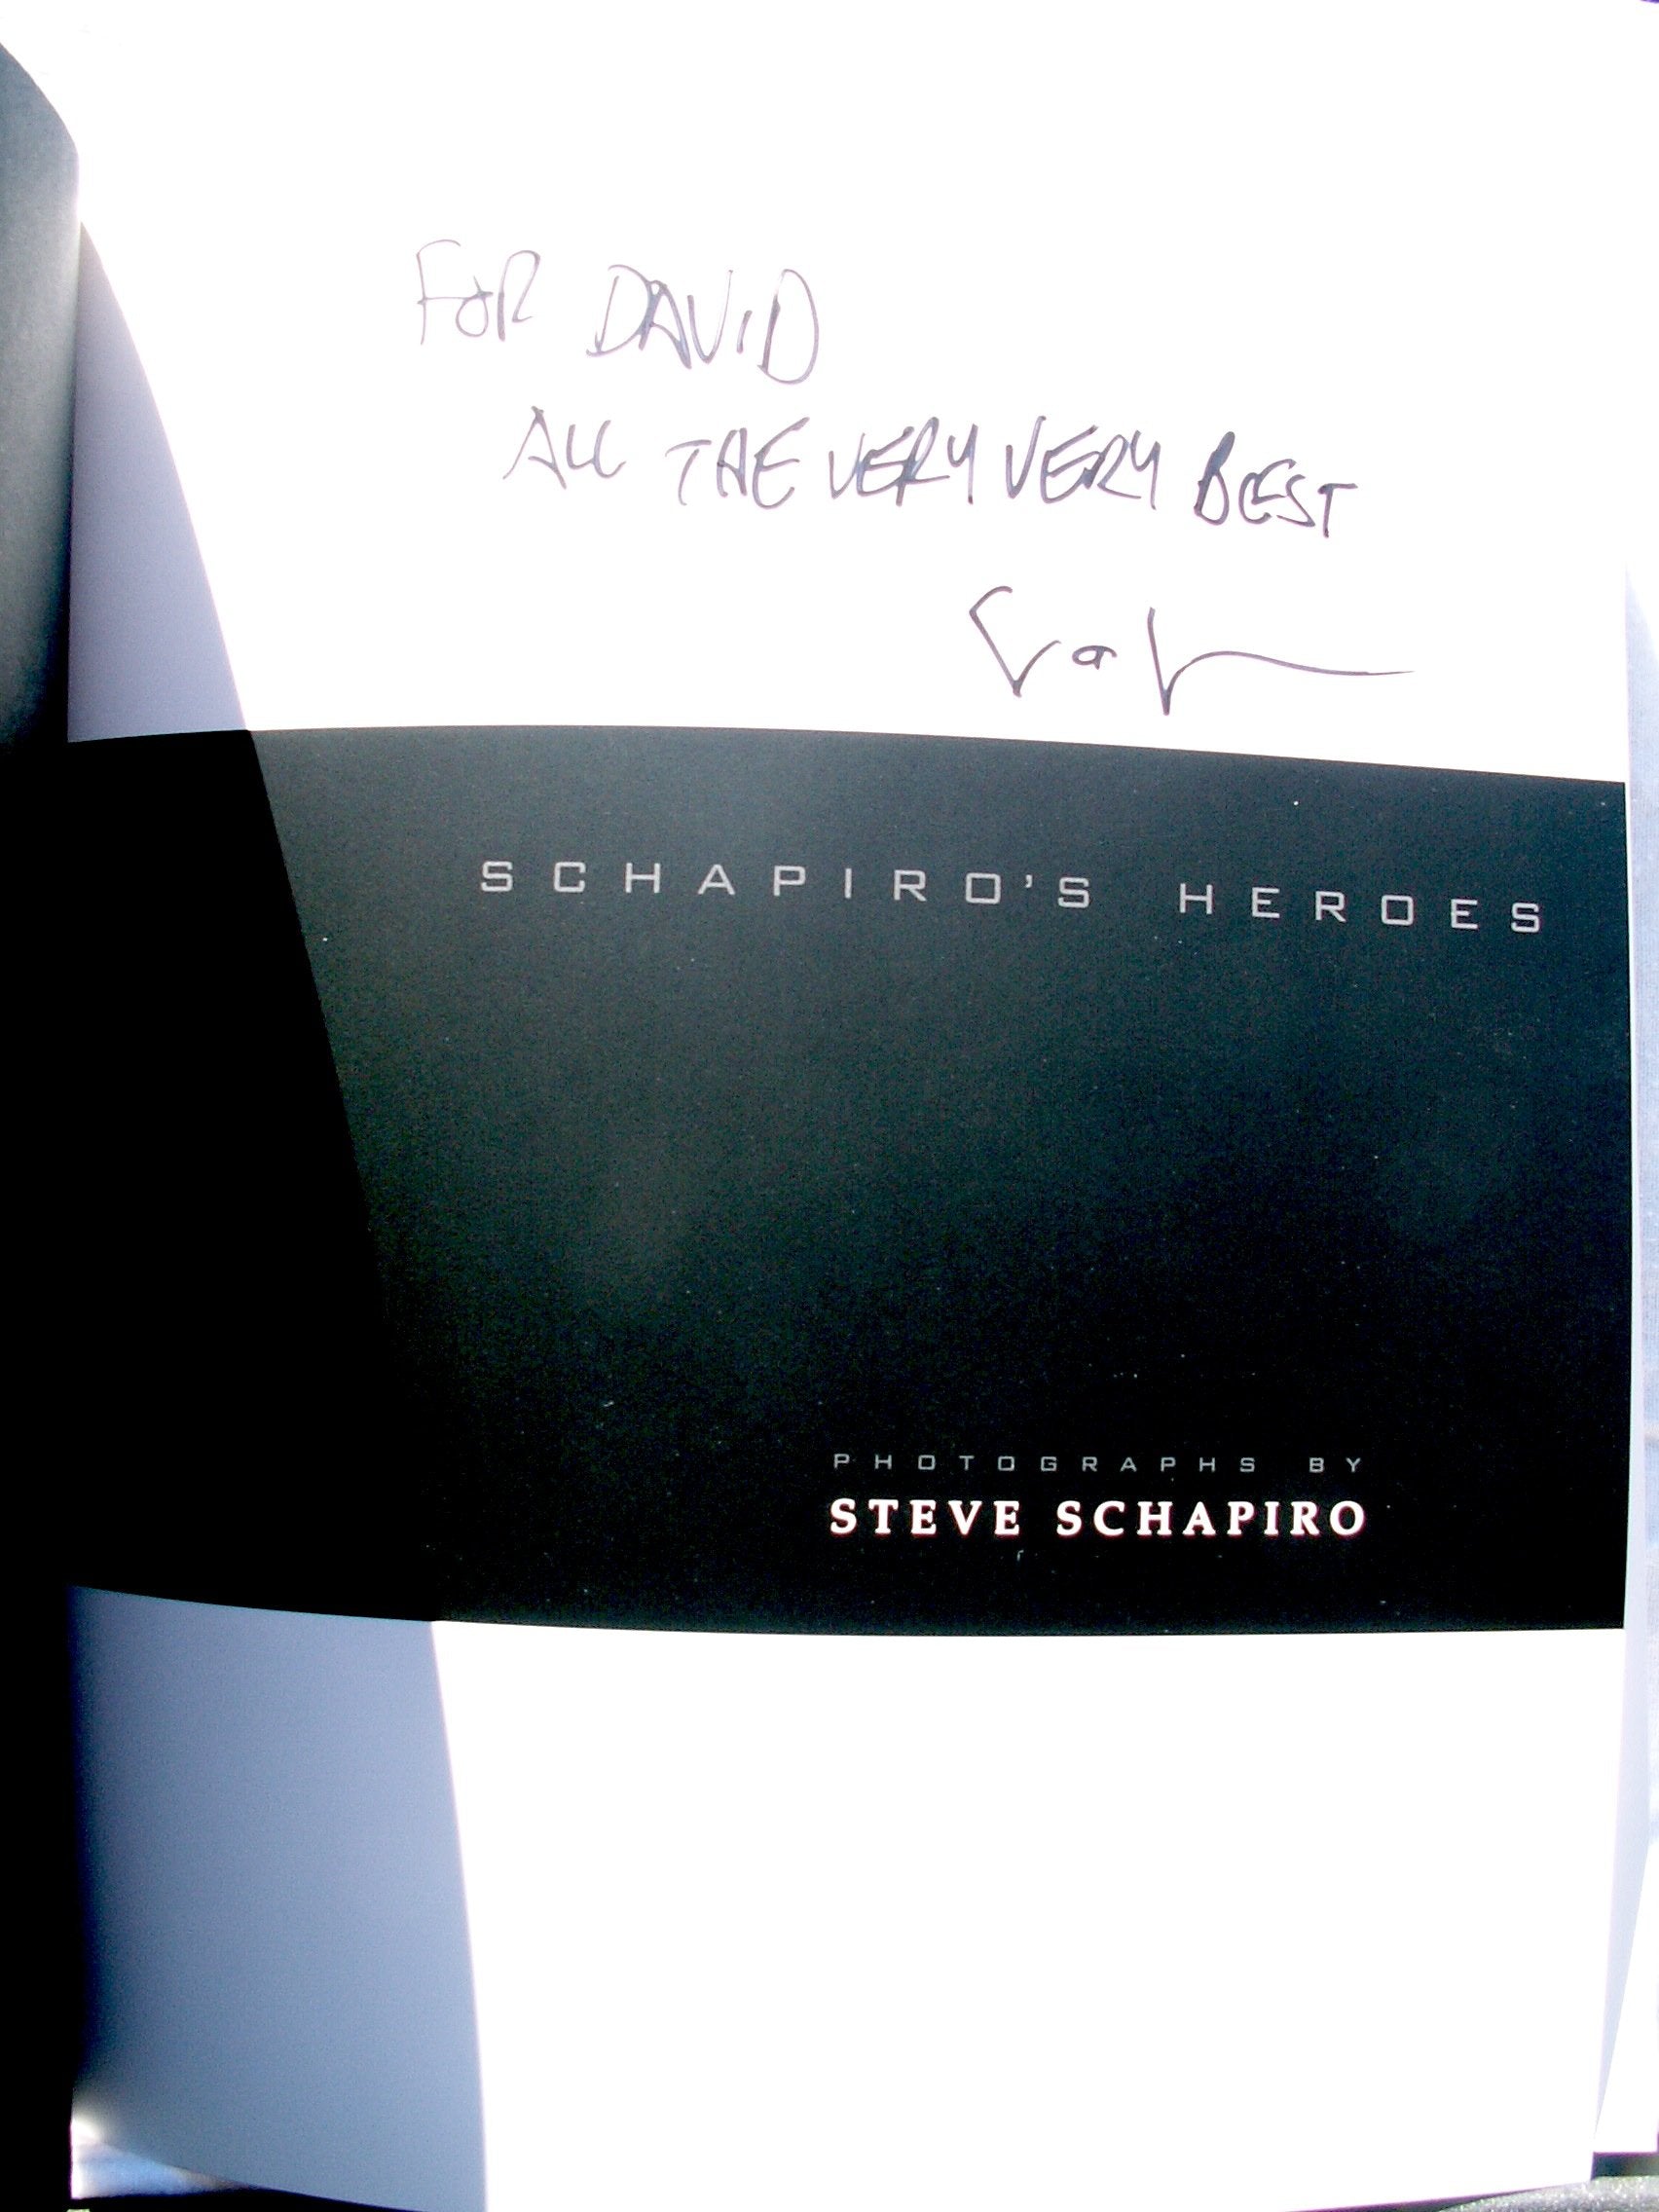 FOR DAVID
ALL THE VERY VERY BEST
SCHAPIRO'S HEROES
PHOTOGRAPHS BY
STEVE SCHAPIRO